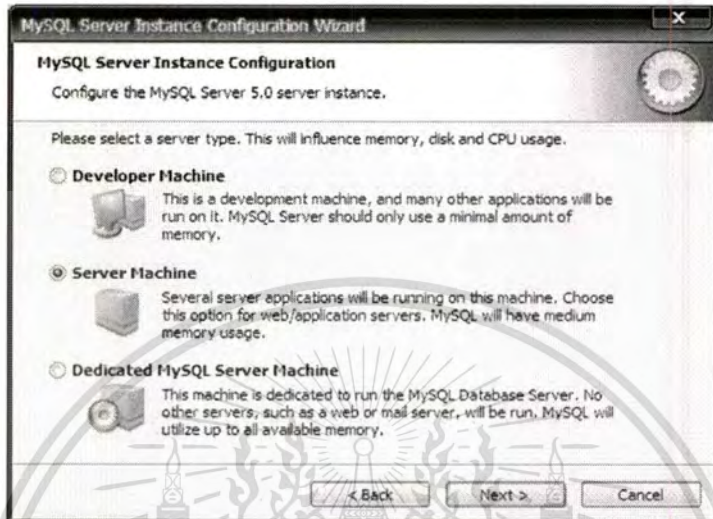 MySQL Server Instance Configuration Wizard
X
MySQL Server Instance Configuration
Configure the MySQL Server 5.0 server instance.
Please select a server type. This will influence memory, disk and CPU usage.
Developer Machine
This is a development machine, and many other applications will be
run on it. MySQL Server should only use a minimal amount of
memory.
Server Machine
Several server applications will be running on this machine. Choose
this option for web/application servers. MySQL will have medium
memory usage.
Dedicated MySQL Server Machine
This machine is dedicated to run the MySQL Database Server. No
other servers, such as a web or mail server, will be run. MySQL will
utilize up to all available memory.
< Back
Next >
Cancel